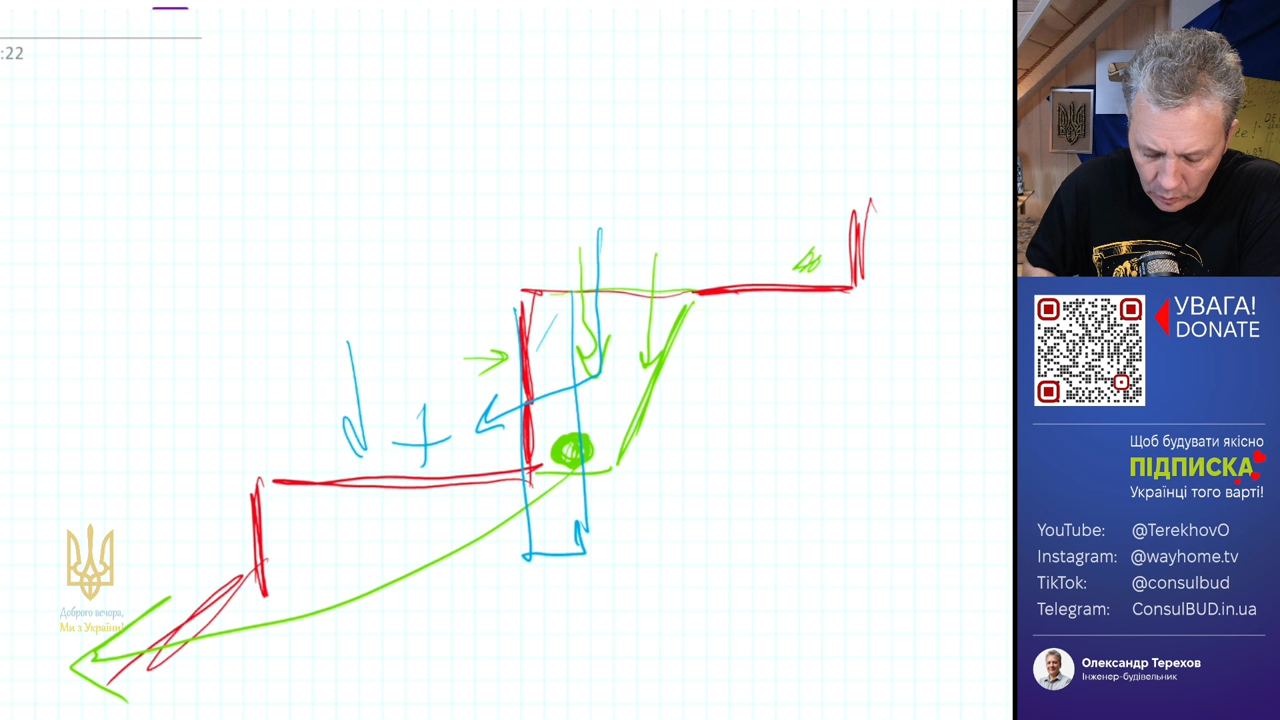 :22
Доброго вечора,
Ми з України!
УВАГА!
DONATE
Щоб будувати якісно
ПІДПИСКА
Українці того варті!
YouTube: @TerekhovO
Instagram: @wayhome.tv
TikTok: @consulbud
Telegram: ConsulBUD.in.ua
Олександр Терехов
Інженер-будівельник